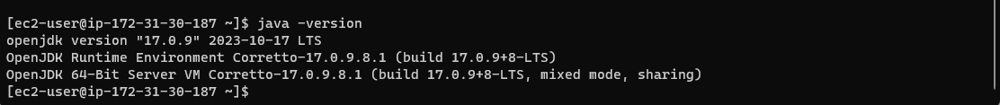 [ec2-user@ip-172-31-30-187 ~]$ java -version
openjdk version "17.0.9" 2023-10-17 LTS
OpenJDK Runtime Environment Corretto-17.0.9.8.1 (build 17.0.9+8-LTS)
OpenJDK 64-Bit Server VM Corretto-17.0.9.8.1 (build 17.0.9+8-LTS, mixed mode, sharing)
[ec2-user@ip-172-31-30-187 ~]$